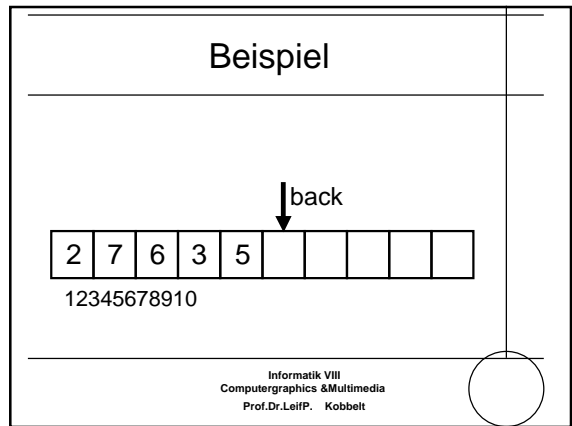 Beispiel
back
2 7 6 3 5
12345678910
Informatik VIII
Computergraphics &Multimedia
Prof.Dr.LeifP. Kobbelt